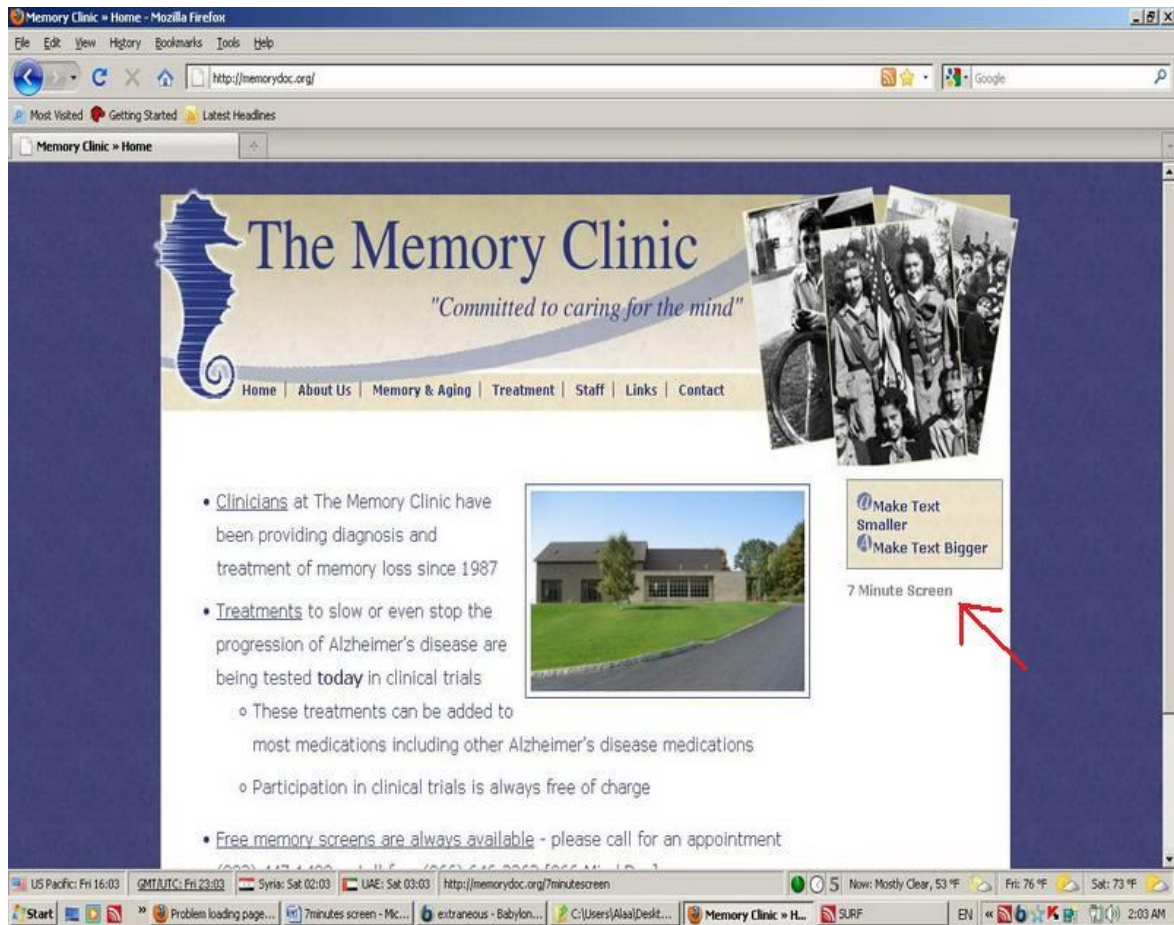 Memory Clinic » Home - Mozilla Firefox
File Edit View History Bookmarks Tools Help
http://memorydoc.org/
Google
Most Visited Getting Started Latest Headlines
Memory Clinic » Home
The Memory Clinic
"Committed to caring for the mind"
Home | About Us | Memory & Aging | Treatment | Staff | Links | Contact
• Clinicians at The Memory Clinic have
been providing diagnosis and
treatment of memory loss since 1987
• Treatments to slow or even stop the
progression of Alzheimer's disease are
being tested today in clinical trials
These treatments can be added to
most medications including other Alzheimer's disease medications
Participation in clinical trials is always free of charge
• Free memory screens are always available - please call for an appointment
Make Text
Smaller
Make Text Bigger
7 Minute Screen
US Pacific: Fri 16:03 GMT/UTC: Fri 23:03 Syria: Sat 02:03 UAE: Sat 03:03 http://memorydoc.org/7minutescreen 5 Now: Mostly Clear, 53 °F Fri: 76 °F Sat: 73 °F
Start Problem loading page... 7minutes screen - Mic... extraneous - Babylon... C:\Users\Alaa\Deskt... Memory Clinic » H... SURF EN « 2:03 AM